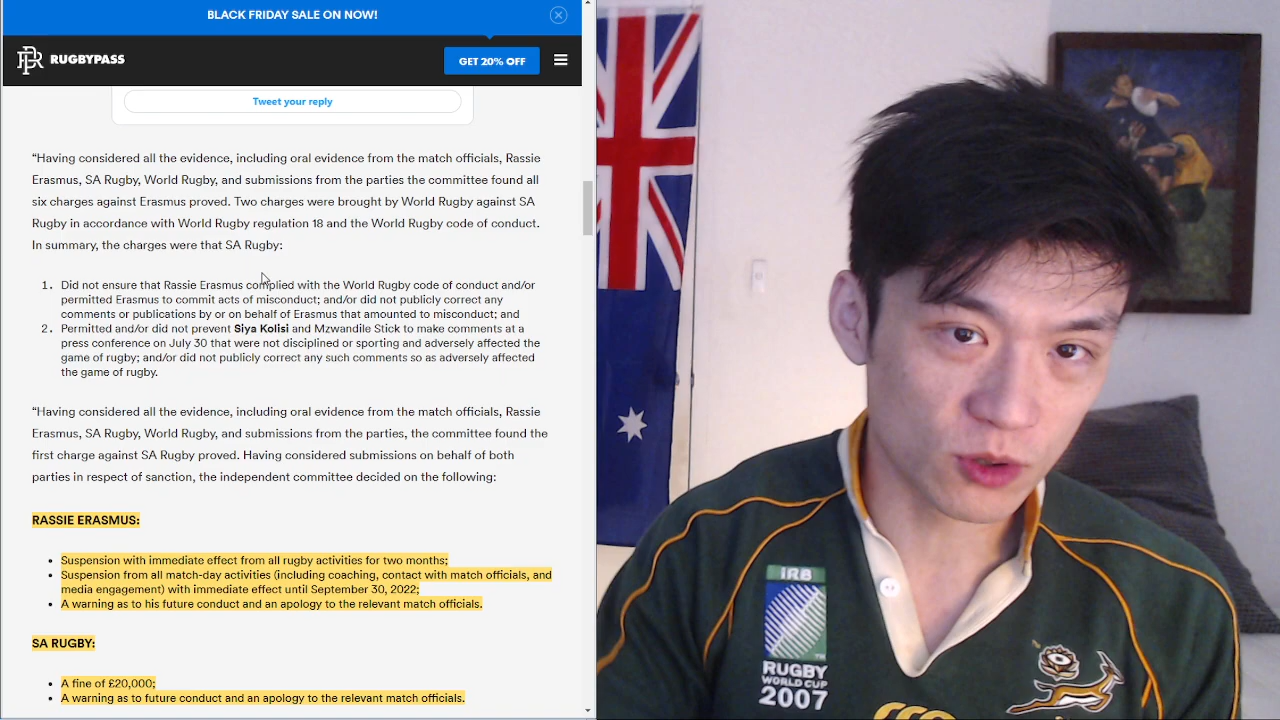 BLACK FRIDAY SALE ON NOW!
RUGBYPASS
GET 20% OFF
Tweet your reply
“Having considered all the evidence, including oral evidence from the match officials, Rassie
Erasmus, SA Rugby, World Rugby, and submissions from the parties the committee found all
six charges against Erasmus proved. Two charges were brought by World Rugby against SA
Rugby in accordance with World Rugby regulation 18 and the World Rugby code of conduct.
In summary, the charges were that SA Rugby:
1. Did not ensure that Rassie Erasmus complied with the World Rugby code of conduct and/or
permitted Erasmus to commit acts of misconduct; and/or did not publicly correct any
comments or publications by or on behalf of Erasmus that amounted to misconduct; and
2. Permitted and/or did not prevent Siya Kolisi and Mzwandile Stick to make comments at a
press conference on July 30 that were not disciplined or sporting and adversely affected the
game of rugby; and/or did not publicly correct any such comments so as adversely affected
the game of rugby.
“Having considered all the evidence, including oral evidence from the match officials, Rassie
Erasmus, SA Rugby, World Rugby, and submissions from the parties, the committee found the
first charge against SA Rugby proved. Having considered submissions on behalf of both
parties in respect of sanction, the independent committee decided on the following:
RASSIE ERASMUS:
• Suspension with immediate effect from all rugby activities for two months;
• Suspension from all match-day activities (including coaching, contact with match officials, and
media engagement) with immediate effect until September 30, 2022;
• A warning as to his future conduct and an apology to the relevant match officials.
SA RUGBY:
• A fine of £20,000;
• A warning as to future conduct and an apology to the relevant match officials.
IRB
RUGBY
WORLD CUP
2007